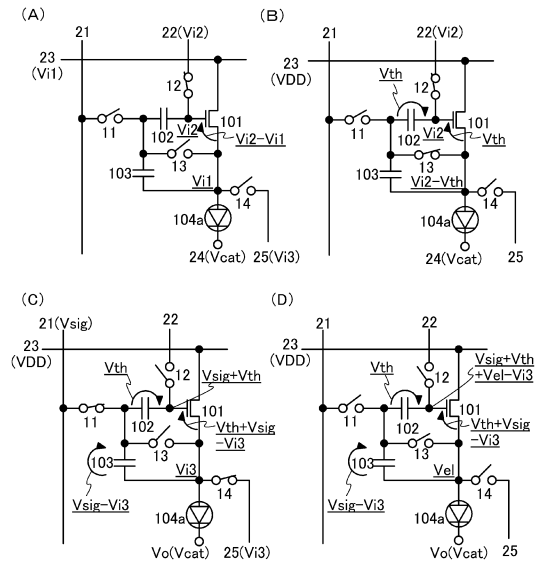 (A)
21
22(Vi2)
23
(Vi1)
12
101
11
102
Vi2
Vi2-Vi1
103
13
Vi1
14
104a
24(Vcat)
25(Vi3)
(B)
21
22(Vi2)
23
(VDD)
Vth
12
101
11
102
Vi2
Vth
103
13
Vi2-Vth
14
104a
24(Vcat)
25
(C)
21(Vsig)
22
23
(VDD)
Vth
12
Vsig+Vth
101
11
102
Vth+Vsig
-Vi3
103
13
Vi3
Vsig-Vi3
14
104a
Vo(Vcat)
25(Vi3)
(D)
21
22
23
(VDD)
Vth
12
Vsig+Vth
+Vel-Vi3
101
11
102
Vth+Vsig
-Vi3
103
13
Vel
Vsig-Vi3
14
104a
Vo(Vcat)
25